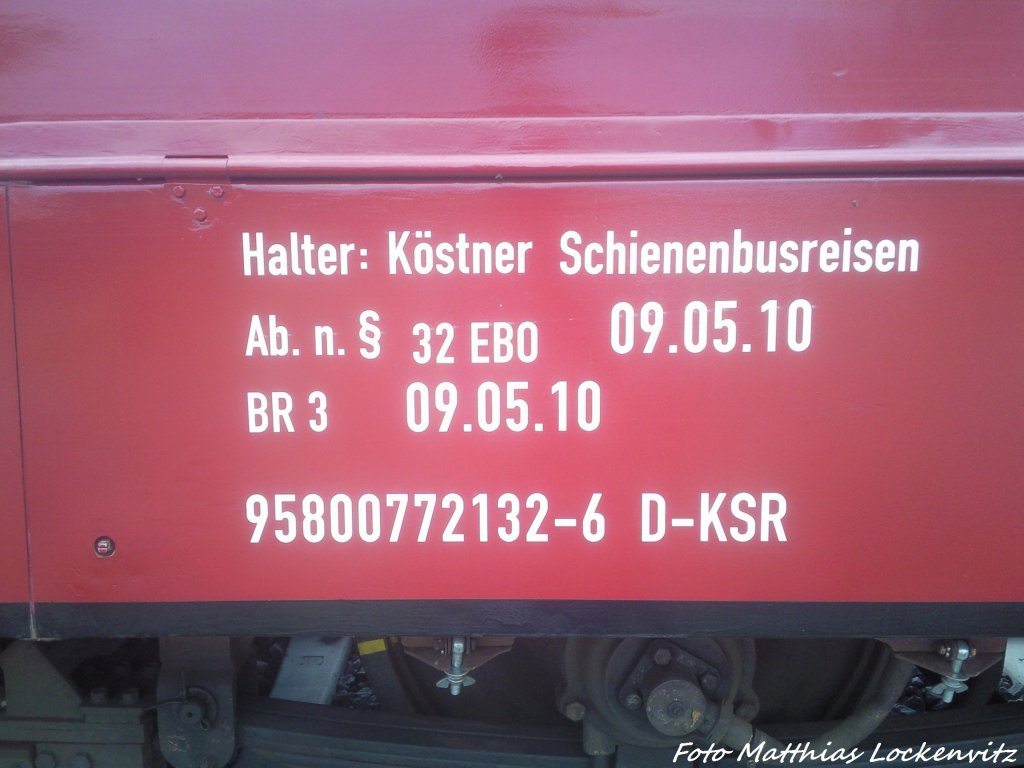 Halter: Köstner Schienenbusreisen
Ab. n. § 32 EBO 09.05.10
BR 3 09.05.10
95800772132-6 D-KSR
Foto Matthias Lockenvitz